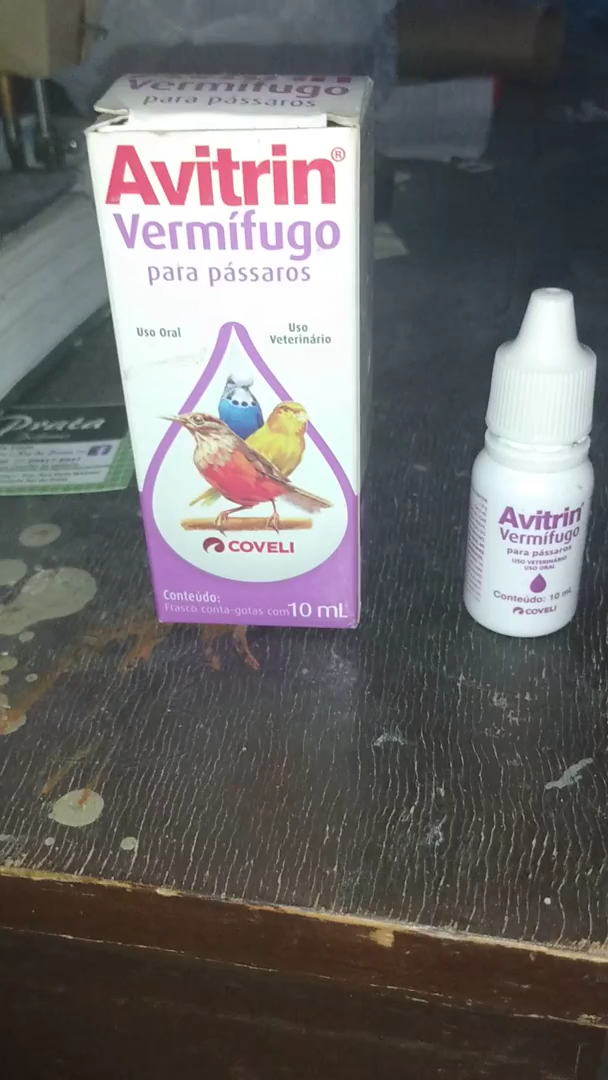 Vermífugo
para pássaros
Avitrin®
Vermífugo
para pássaros
Uso Oral
Uso
Veterinário
COVELI
Conteúdo:
Frasco conta-gotas com 10 mL
Prata
Avitrin
Vermífugo
para pássaros
USO VETERINÁRIO
USO ORAL
Conteúdo: 10 mL
COVELI